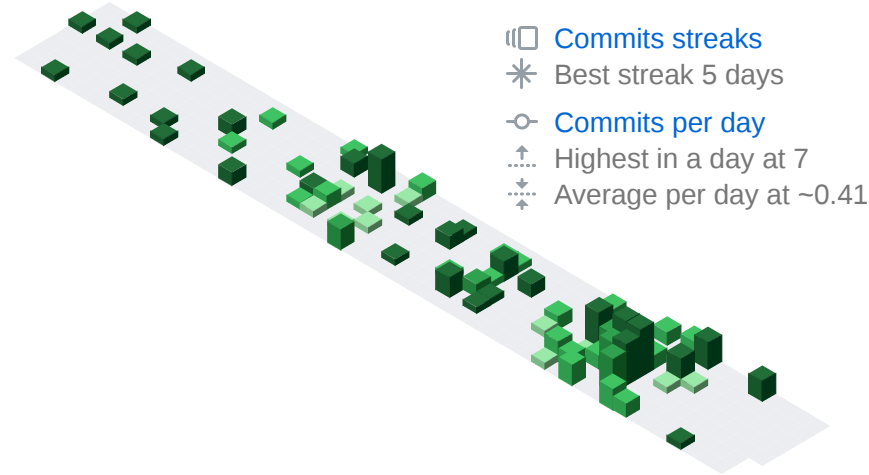 Commits streaks
Best streak 5 days
Commits per day
Highest in a day at 7
Average per day at ~0.41